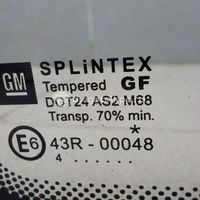 GM
SPLiNTEX
Tempered GF
DOT24 AS2 M68
Transp. 70% min.
*
E6 43R - 00048
4 ......